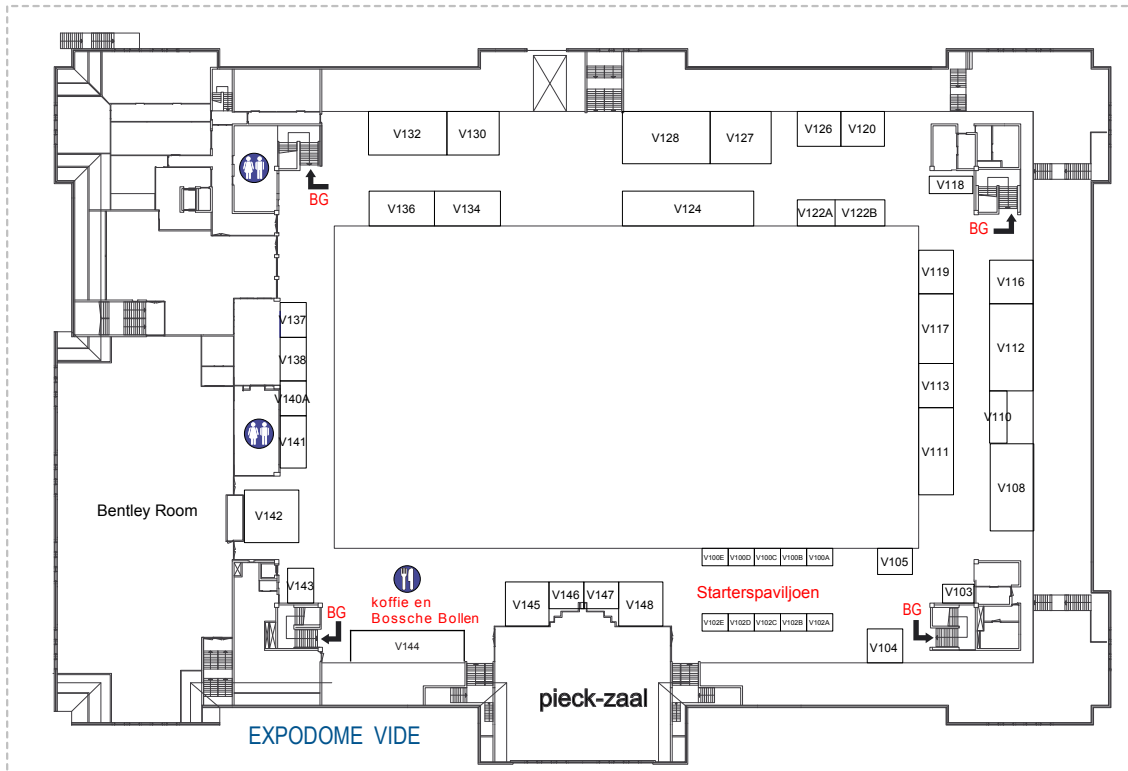 V132
V130
V128
V127
V126
V120
V118
BG
V136
V134
V124
V122A
V122B
BG
V119
V116
V137
V117
V112
V138
V113
V140A
V110
V141
V111
V108
Bentley Room
V142
V100E
V100D
V100C
V100B
V100A
V105
V143
koffie en
Bossche Bollen
V145
V146
V147
V148
Starterspaviljoen
V103
BG
V102E
V102D
V102C
V102B
V102A
BG
V144
V104
pieck-zaal
EXPODOME VIDE